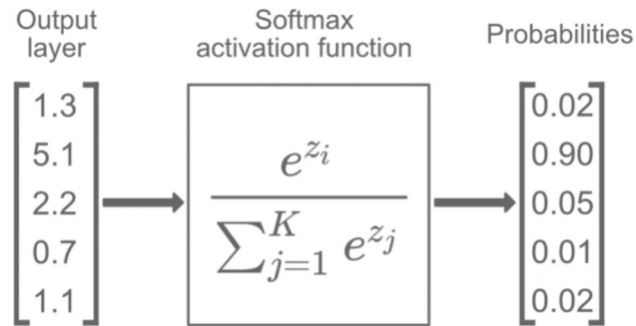 Output
layer
Softmax
activation function
Probabilities
1.3
5.1
2.2
0.7
1.1
e^{z_i}
\sum_{j=1}^{K} e^{z_j}
0.02
0.90
0.05
0.01
0.02